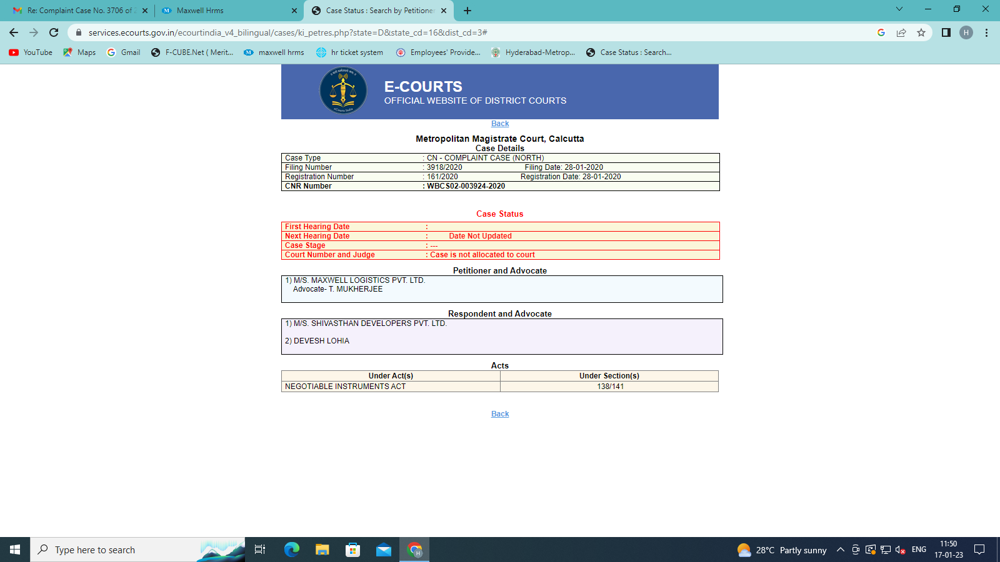 Re: Complaint Case No. 3706 of 2
Maxwell Hrms
Case Status : Search by Petitioner
services.ecourts.gov.in/ecourtindia_v4_bilingual/cases/ki_petres.php?state=D&state_cd=16&dist_cd=3#
H
YouTube
Maps
Gmail
F-CUBE.Net ( Merit...
maxwell hrms
hr ticket system
Employees' Provide...
Hyderabad-Metrop...
Case Status : Search...
E-COURTS
OFFICIAL WEBSITE OF DISTRICT COURTS
Back
Metropolitan Magistrate Court, Calcutta
Case Details
Case Type : CN - COMPLAINT CASE (NORTH)
Filing Number : 3918/2020 Filing Date: 28-01-2020
Registration Number : 161/2020 Registration Date: 28-01-2020
CNR Number : WBCS02-003924-2020
Case Status
First Hearing Date :
Next Hearing Date : Date Not Updated
Case Stage : ---
Court Number and Judge : Case is not allocated to court
Petitioner and Advocate
1) M/S. MAXWELL LOGISTICS PVT. LTD.
Advocate- T. MUKHERJEE
Respondent and Advocate
1) M/S. SHIVASTHAN DEVELOPERS PVT. LTD.
2) DEVESH LOHIA
Acts
Under Act(s) Under Section(s)
NEGOTIABLE INSTRUMENTS ACT 138/141
Back
Type here to search
28°C Partly sunny
ENG
11:50
17-01-23